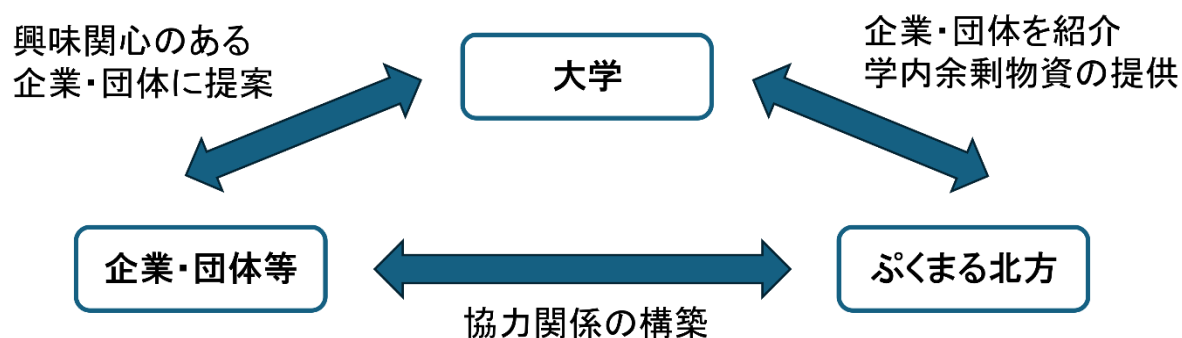 興味関心のある
企業・団体に提案
大学
企業・団体を紹介
学内余剰物資の提供
企業・団体等
ぷくまる北方
協力関係の構築